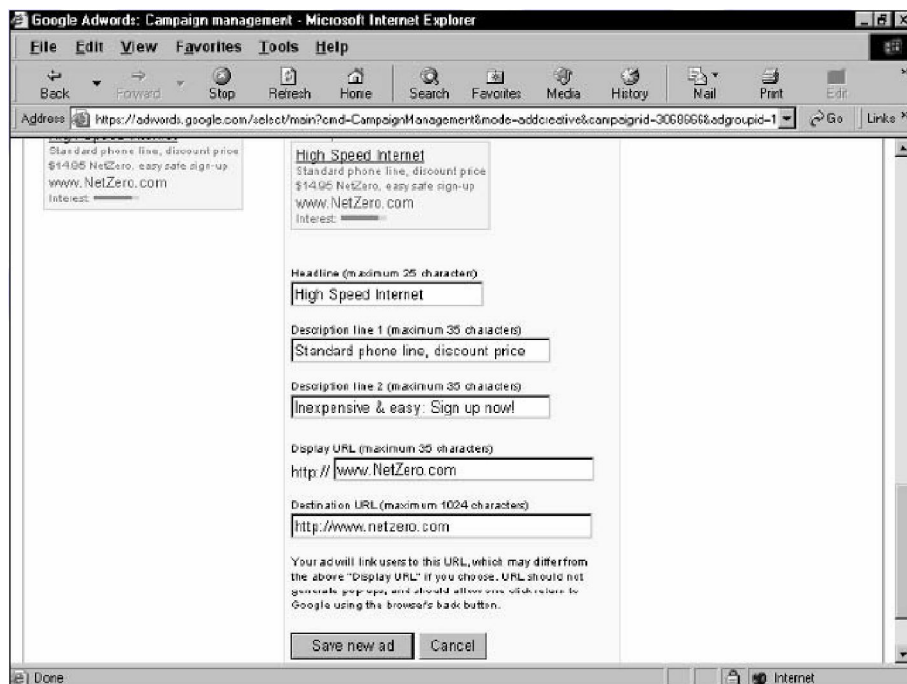 Google Adwords: Campaign management - Microsoft Internet Explorer
File Edit View Favorites Tools Help
Back Forward Stop Refresh Home Search Favorites Media History Mail Print Edit
Address https://adwords.google.com/select/main?cmd=CampaignManagement&mode=addcreative&campaignid=3068666&adgroupid=1 Go Links »
High Speed Internet
Standard phone line, discount price
$14.95 NetZero, easy safe sign-up
www.NetZero.com
Interest:
High Speed Internet
Standard phone line, discount price
$14.95 NetZero, easy safe sign-up
www.NetZero.com
Interest:
Headline (maximum 25 characters)
High Speed Internet
Description line 1 (maximum 35 characters)
Standard phone line, discount price
Description line 2 (maximum 35 characters)
Inexpensive & easy: Sign up now!
Display URL (maximum 35 characters)
http:// www.NetZero.com
Destination URL (maximum 1024 characters)
http://www.netzero.com
Your ad will link users to this URL, which may differ from
the above "Display URL" if you choose. URL should not
generate pop-ups, and should allow one click return to
Google using the browser's back button.
Save new ad Cancel
Done Internet